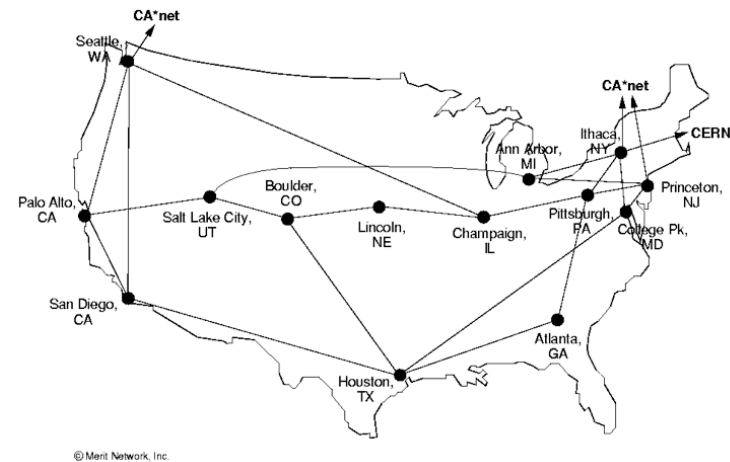 CA*net
Seattle,
WA
CA*net
CERN
Ithaca,
NY
Ann Arbor,
MI
Boulder,
CO
Princeton,
NJ
Palo Alto,
CA
Salt Lake City,
UT
Lincoln,
NE
Champaign,
IL
Pittsburgh,
PA
College Pk,
MD
San Diego,
CA
Atlanta,
GA
Houston,
TX
© Merit Network, Inc.